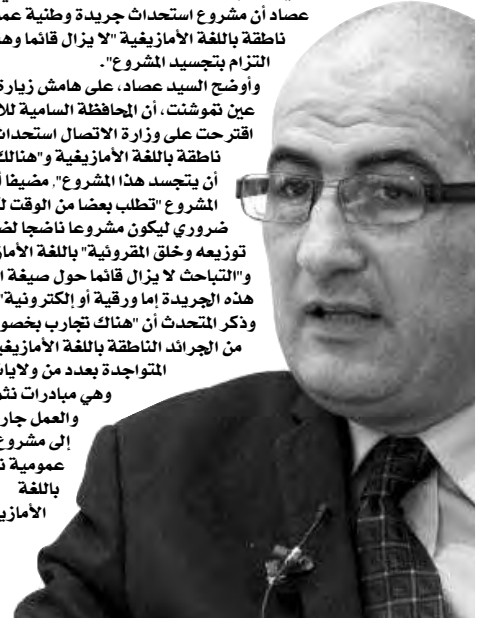 عصاد أن مشروع استحداث جريدة وطنية عم
ناطقة باللغة الأمازيغية "لا يزال قائما وه
التزام بتجسيد المشروع".
وأوضح السيد عصاد، على هامش زيارة
عين تموشنت، أن المحافظة السامية للا
اقترحت على وزارة الاتصال استحداث
ناطقة باللغة الأمازيغية و"هنالك
أن يتجسد هذا المشروع"، مضيفا أ
المشروع "تطلب بعضا من الوقت ل
ضروري ليكون مشروعا ناضجا لض
توزيعه وخلق المقروئية" باللغة الأماز
و"التباحث لا يزال قائما حول صيغة ا
هذه الجريدة إما ورقية أو إلكترونية"
وذكر المتحدث أن "هناك تجارب بخصو
من الجرائد الناطقة باللغة الأمازيغي
المتواجدة بعدد من ولايا
وهي مبادرات نث
والعمل جار
إلى مشروع
عمومية ن
باللغة
الأمازي